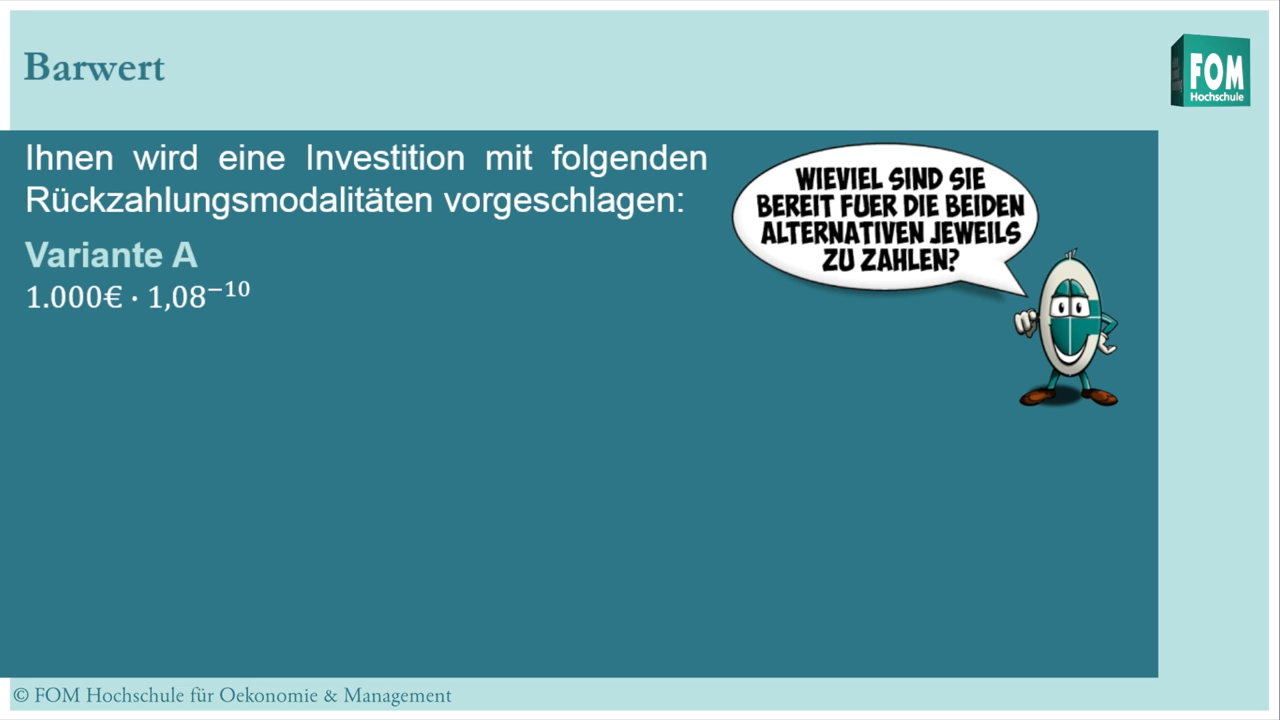 Barwert
FOM
Hochschule
Ihnen wird eine Investition mit folgenden
Rückzahlungsmodalitäten vorgeschlagen:
WIEVIEL SIND SIE
BEREIT FUER DIE BEIDEN
ALTERNATIVEN JEWEILS
ZU ZAHLEN?
Variante A
1.000€ · 1,08⁻¹⁰
© FOM Hochschule für Oekonomie & Management